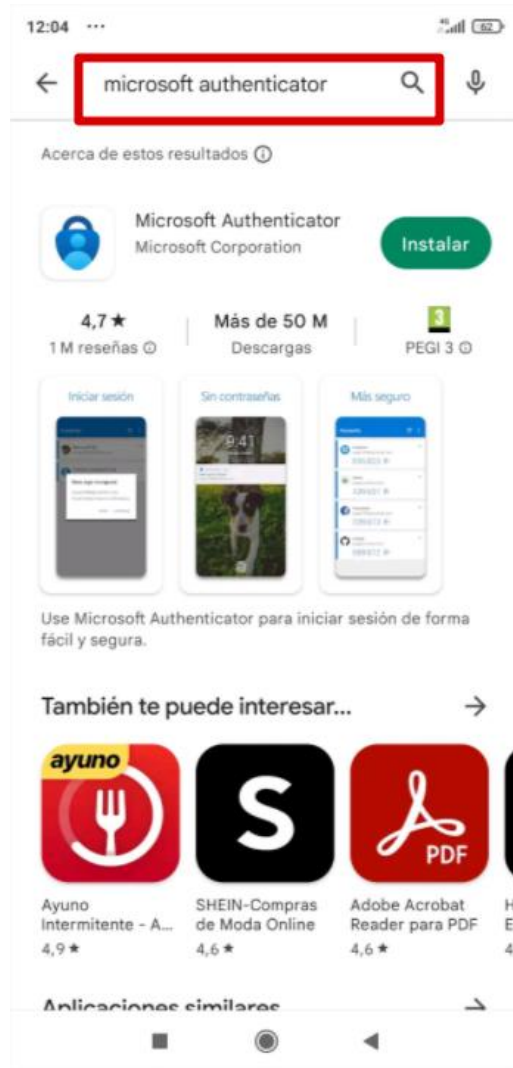 12:04 ...
4G 62
microsoft authenticator
Acerca de estos resultados
Microsoft Authenticator
Microsoft Corporation
Instalar
4,7 ★
1 M reseñas
Más de 50 M
Descargas
3
PEGI 3
Iniciar sesión
Sin contraseñas
9:41
Más seguro
Use Microsoft Authenticator para iniciar sesión de forma
fácil y segura.
También te puede interesar...
ayuno
S
PDF
Ayuno
Intermitente - A...
4,9 ★
SHEIN-Compras
de Moda Online
4,6 ★
Adobe Acrobat
Reader para PDF
4,6 ★
H
E
4
Aplicaciones similares